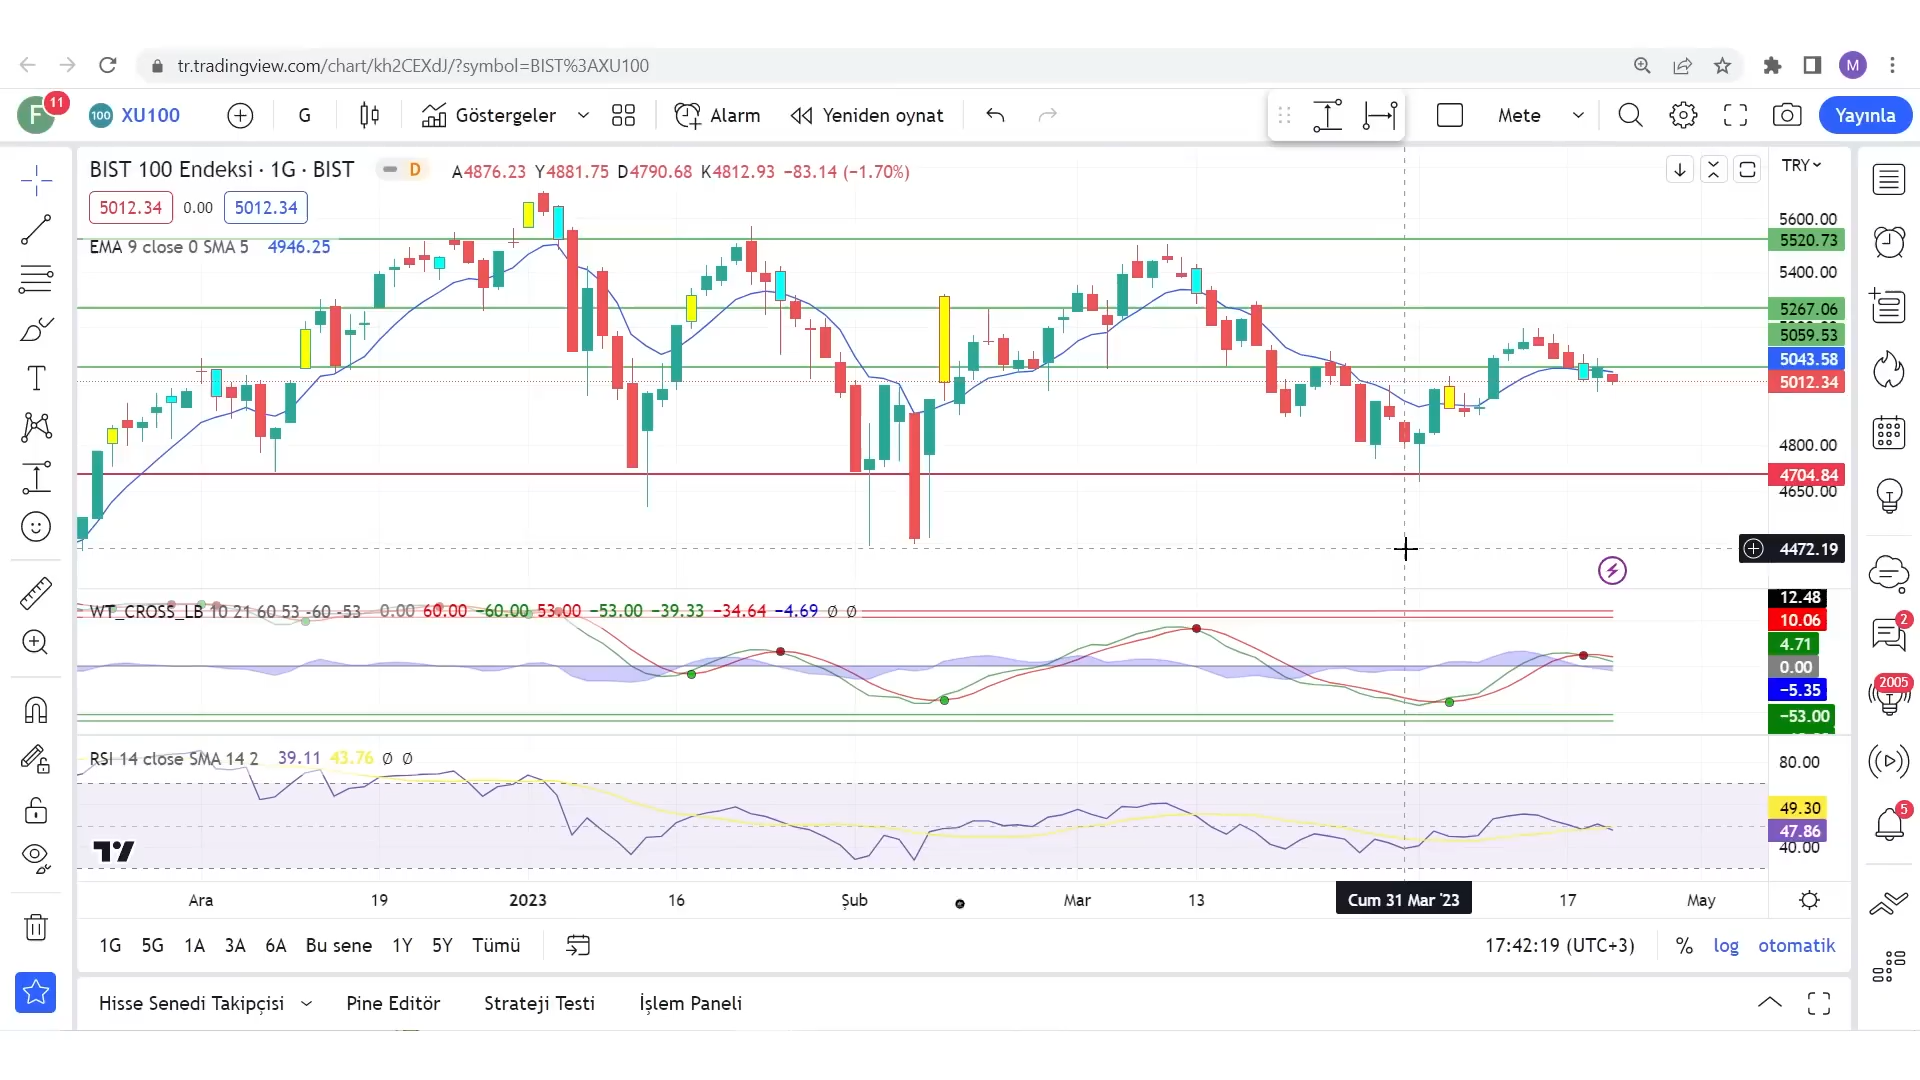 tr.tradingview.com/chart/kh2CEXdJ/?symbol=BIST%3AXU100
M
F 11
100 XU100
G
Göstergeler
Alarm
Yeniden oynat
Mete
Yayınla
BIST 100 Endeksi · 1G · BIST
D
A4876.23 Y4881.75 D4790.68 K4812.93 −83.14 (−1.70%)
TRY
5012.34 0.00 5012.34
EMA 9 close 0 SMA 5 4946.25
5600.00
5520.73
5400.00
5267.06
5059.53
5043.58
5012.34
4800.00
4704.84
4650.00
4472.19
WT_CROSS_LB 10 21 60 53 -60 -53 0.00 60.00 −60.00 53.00 −53.00 −39.33 −34.64 −4.69 ∅ ∅
12.48
10.06
4.71
0.00
−5.35
−53.00
RSI 14 close SMA 14 2 39.11 43.76 ∅ ∅
80.00
49.30
47.86
40.00
Ara 19 2023 16 Şub Mar 13 Cum 31 Mar '23 17 May
1G 5G 1A 3A 6A Bu sene 1Y 5Y Tümü
17:42:19 (UTC+3) % log otomatik
Hisse Senedi Takipçisi Pine Editör Strateji Testi İşlem Paneli
2
2005
5